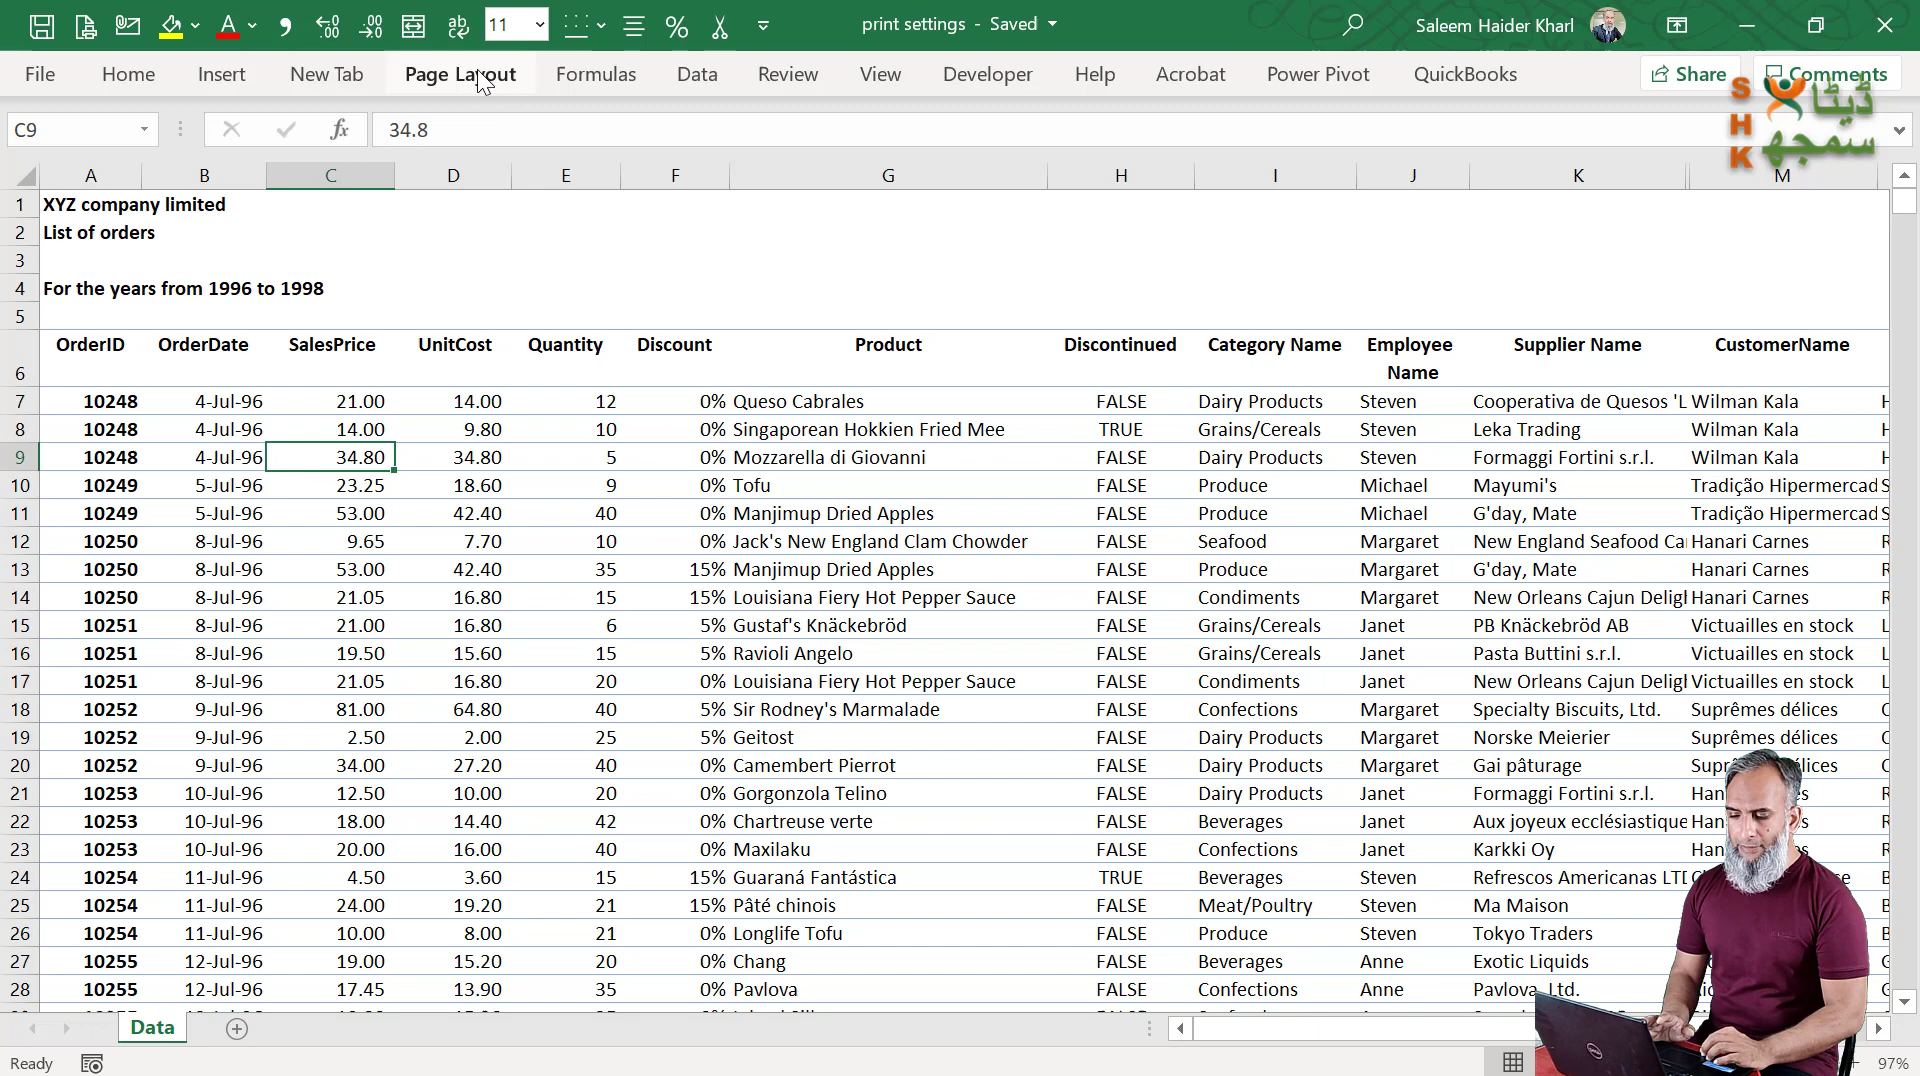 11
print settings - Saved
Saleem Haider Kharl
File Home Insert New Tab Page Layout Formulas Data Review View Developer Help Acrobat Power Pivot QuickBooks Share Comments
S H K ڈیٹا سمجھ
C9 fx 34.8
A B C D E F G H I J K M
1 XYZ company limited
2 List of orders
3
4 For the years from 1996 to 1998
5
6 OrderID OrderDate SalesPrice UnitCost Quantity Discount Product Discontinued Category Name Employee Name Supplier Name CustomerName
7 10248 4-Jul-96 21.00 14.00 12 0% Queso Cabrales FALSE Dairy Products Steven Cooperativa de Quesos 'L Wilman Kala
8 10248 4-Jul-96 14.00 9.80 10 0% Singaporean Hokkien Fried Mee TRUE Grains/Cereals Steven Leka Trading Wilman Kala
9 10248 4-Jul-96 34.80 34.80 5 0% Mozzarella di Giovanni FALSE Dairy Products Steven Formaggi Fortini s.r.l. Wilman Kala
10 10249 5-Jul-96 23.25 18.60 9 0% Tofu FALSE Produce Michael Mayumi's Tradição Hipermercad S
11 10249 5-Jul-96 53.00 42.40 40 0% Manjimup Dried Apples FALSE Produce Michael G'day, Mate Tradição Hipermercad S
12 10250 8-Jul-96 9.65 7.70 10 0% Jack's New England Clam Chowder FALSE Seafood Margaret New England Seafood Ca Hanari Carnes
13 10250 8-Jul-96 53.00 42.40 35 15% Manjimup Dried Apples FALSE Produce Margaret G'day, Mate Hanari Carnes
14 10250 8-Jul-96 21.05 16.80 15 15% Louisiana Fiery Hot Pepper Sauce FALSE Condiments Margaret New Orleans Cajun Delig Hanari Carnes
15 10251 8-Jul-96 21.00 16.80 6 5% Gustaf's Knäckebröd FALSE Grains/Cereals Janet PB Knäckebröd AB Victuailles en stock
16 10251 8-Jul-96 19.50 15.60 15 5% Ravioli Angelo FALSE Grains/Cereals Janet Pasta Buttini s.r.l. Victuailles en stock
17 10251 8-Jul-96 21.05 16.80 20 0% Louisiana Fiery Hot Pepper Sauce FALSE Condiments Janet New Orleans Cajun Delig Victuailles en stock
18 10252 9-Jul-96 81.00 64.80 40 5% Sir Rodney's Marmalade FALSE Confections Margaret Specialty Biscuits, Ltd. Suprêmes délices
19 10252 9-Jul-96 2.50 2.00 25 5% Geitost FALSE Dairy Products Margaret Norske Meierier Suprêmes délices
20 10252 9-Jul-96 34.00 27.20 40 0% Camembert Pierrot FALSE Dairy Products Margaret Gai pâturage
21 10253 10-Jul-96 12.50 10.00 20 0% Gorgonzola Telino FALSE Dairy Products Janet Formaggi Fortini s.r.l.
22 10253 10-Jul-96 18.00 14.40 42 0% Chartreuse verte FALSE Beverages Janet Aux joyeux ecclésiastique
23 10253 10-Jul-96 20.00 16.00 40 0% Maxilaku FALSE Confections Janet Karkki Oy
24 10254 11-Jul-96 4.50 3.60 15 15% Guaraná Fantástica TRUE Beverages Steven Refrescos Americanas LT
25 10254 11-Jul-96 24.00 19.20 21 15% Pâté chinois FALSE Meat/Poultry Steven Ma Maison
26 10254 11-Jul-96 10.00 8.00 21 0% Longlife Tofu FALSE Produce Steven Tokyo Traders
27 10255 12-Jul-96 19.00 15.20 20 0% Chang FALSE Beverages Anne Exotic Liquids
28 10255 12-Jul-96 17.45 13.90 35 0% Pavlova FALSE Confections Anne Pavlova, Ltd.
Data
Ready 97%